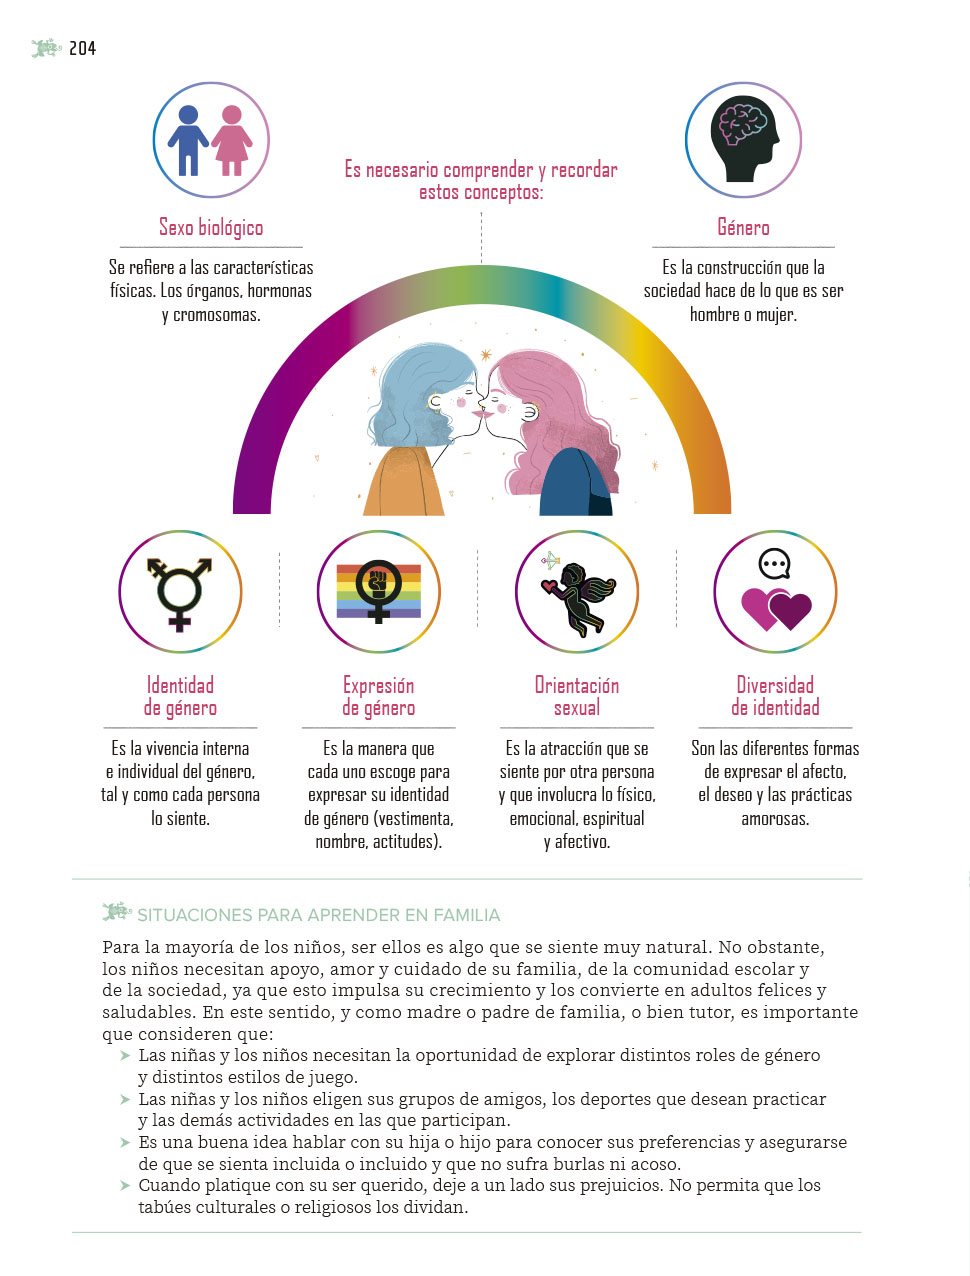 204
Es necesario comprender y recordar
estos conceptos:
Sexo biológico
Se refiere a las características
físicas. Los órganos, hormonas
y cromosomas.
Género
Es la construcción que la
sociedad hace de lo que es ser
hombre o mujer.
Identidad
de género
Es la vivencia interna
e individual del género,
tal y como cada persona
lo siente.
Expresión
de género
Es la manera que
cada uno escoge para
expresar su identidad
de género (vestimenta,
nombre, actitudes).
Orientación
sexual
Es la atracción que se
siente por otra persona
y que involucra lo físico,
emocional, espiritual
y afectivo.
Diversidad
de identidad
Son las diferentes formas
de expresar el afecto,
el deseo y las prácticas
amorosas.
SITUACIONES PARA APRENDER EN FAMILIA
Para la mayoría de los niños, ser ellos es algo que se siente muy natural. No obstante,
los niños necesitan apoyo, amor y cuidado de su familia, de la comunidad escolar y
de la sociedad, ya que esto impulsa su crecimiento y los convierte en adultos felices y
saludables. En este sentido, y como madre o padre de familia, o bien tutor, es importante
que consideren que:
➤ Las niñas y los niños necesitan la oportunidad de explorar distintos roles de género
y distintos estilos de juego.
➤ Las niñas y los niños eligen sus grupos de amigos, los deportes que desean practicar
y las demás actividades en las que participan.
➤ Es una buena idea hablar con su hija o hijo para conocer sus preferencias y asegurarse
de que se sienta incluida o incluido y que no sufra burlas ni acoso.
➤ Cuando platique con su ser querido, deje a un lado sus prejuicios. No permita que los
tabúes culturales o religiosos los dividan.